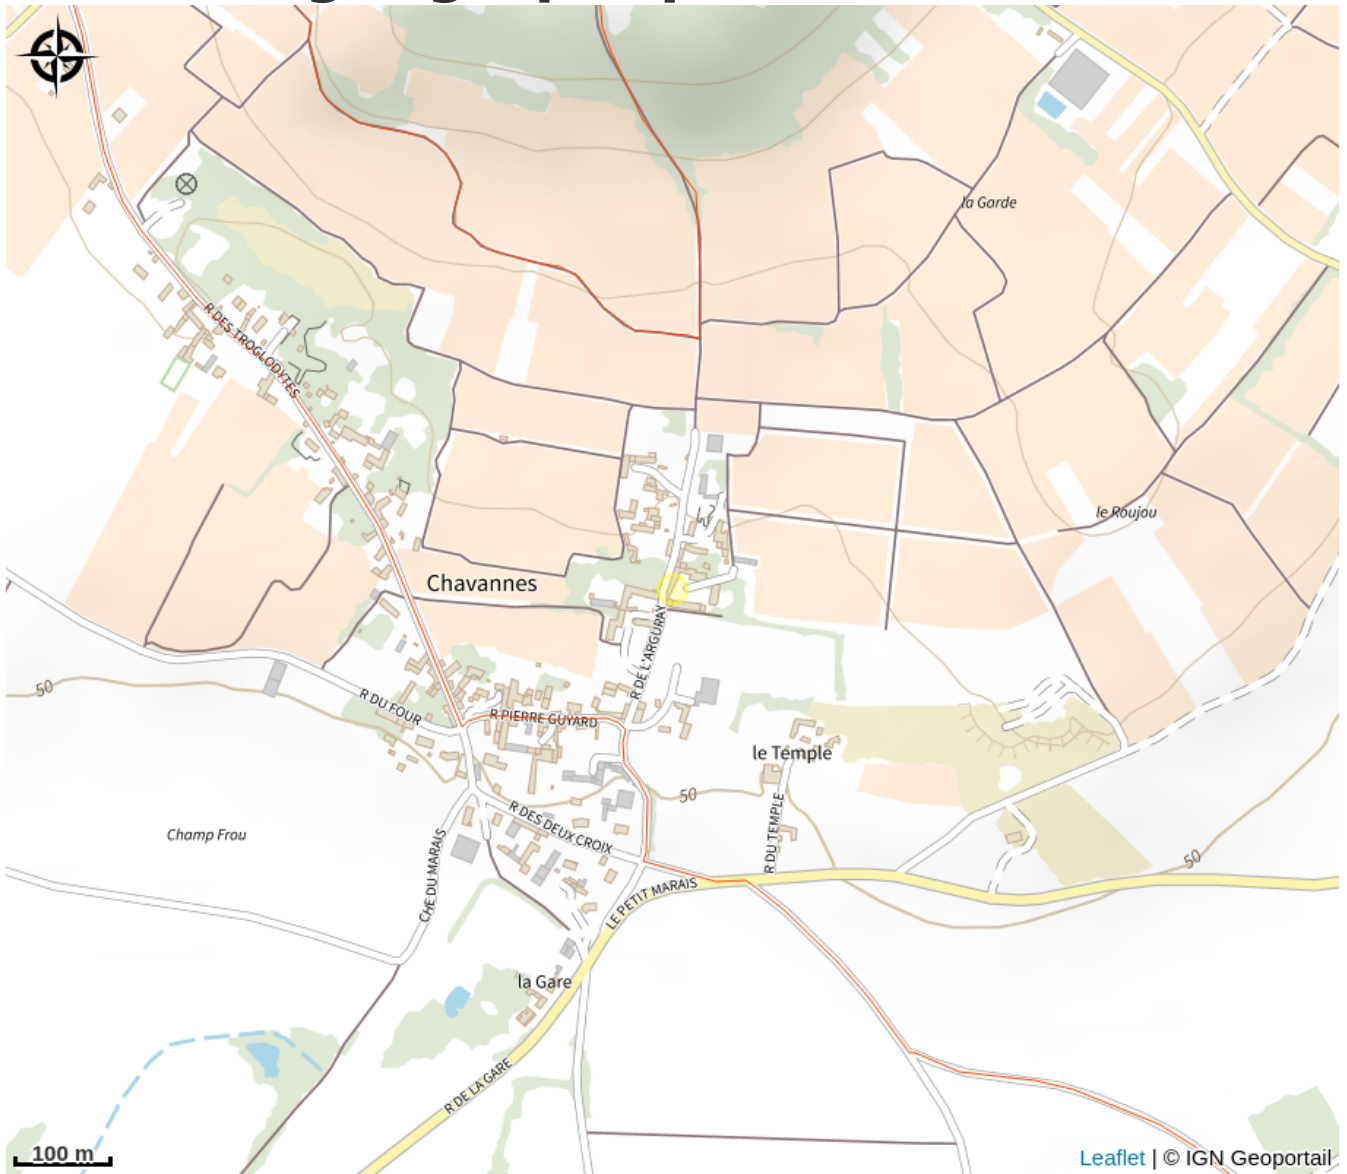 la Garde
R DES TROGLODYTES
le Roujou
Chavannes
R DE L'ARGURAY
50
R DU FOUR
R PIERRE GUYARD
le Temple
50
R DES DEUX CROIX
R DU TEMPLE
Champ Frou
CHE DU MARAIS
50
LE PETIT MARAIS
la Gare
R DE LA GARE
100 m
Leaflet | © IGN Geoportail